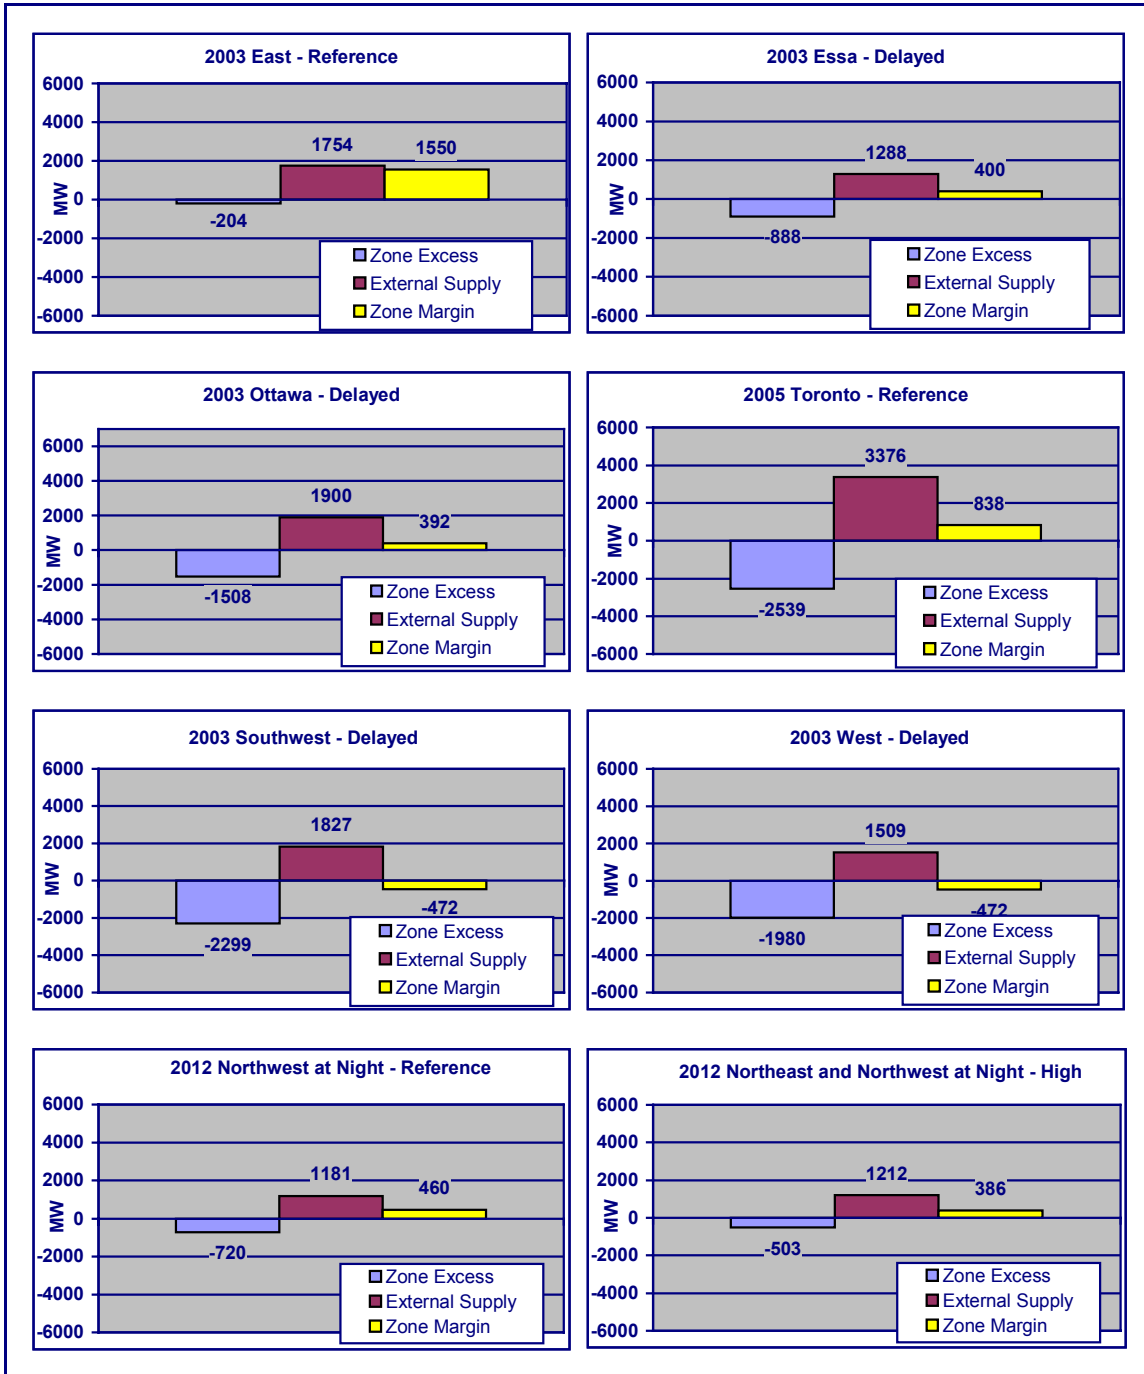 2003 East - Reference
6000
4000
2000
0
-2000
-4000
-6000
MW
1754
1550
-204
Zone Excess
External Supply
Zone Margin
2003 Essa - Delayed
6000
4000
2000
0
-2000
-4000
-6000
MW
1288
400
-888
Zone Excess
External Supply
Zone Margin
2003 Ottawa - Delayed
6000
4000
2000
0
-2000
-4000
-6000
MW
1900
392
-1508
Zone Excess
External Supply
Zone Margin
2005 Toronto - Reference
6000
4000
2000
0
-2000
-4000
-6000
MW
3376
838
-2539
Zone Excess
External Supply
Zone Margin
2003 Southwest - Delayed
6000
4000
2000
0
-2000
-4000
-6000
MW
1827
-472
-2299
Zone Excess
External Supply
Zone Margin
2003 West - Delayed
6000
4000
2000
0
-2000
-4000
-6000
MW
1509
-472
-1980
Zone Excess
External Supply
Zone Margin
2012 Northwest at Night - Reference
6000
4000
2000
0
-2000
-4000
-6000
MW
1181
460
-720
Zone Excess
External Supply
Zone Margin
2012 Northeast and Northwest at Night - High
6000
4000
2000
0
-2000
-4000
-6000
MW
1212
386
-503
Zone Excess
External Supply
Zone Margin